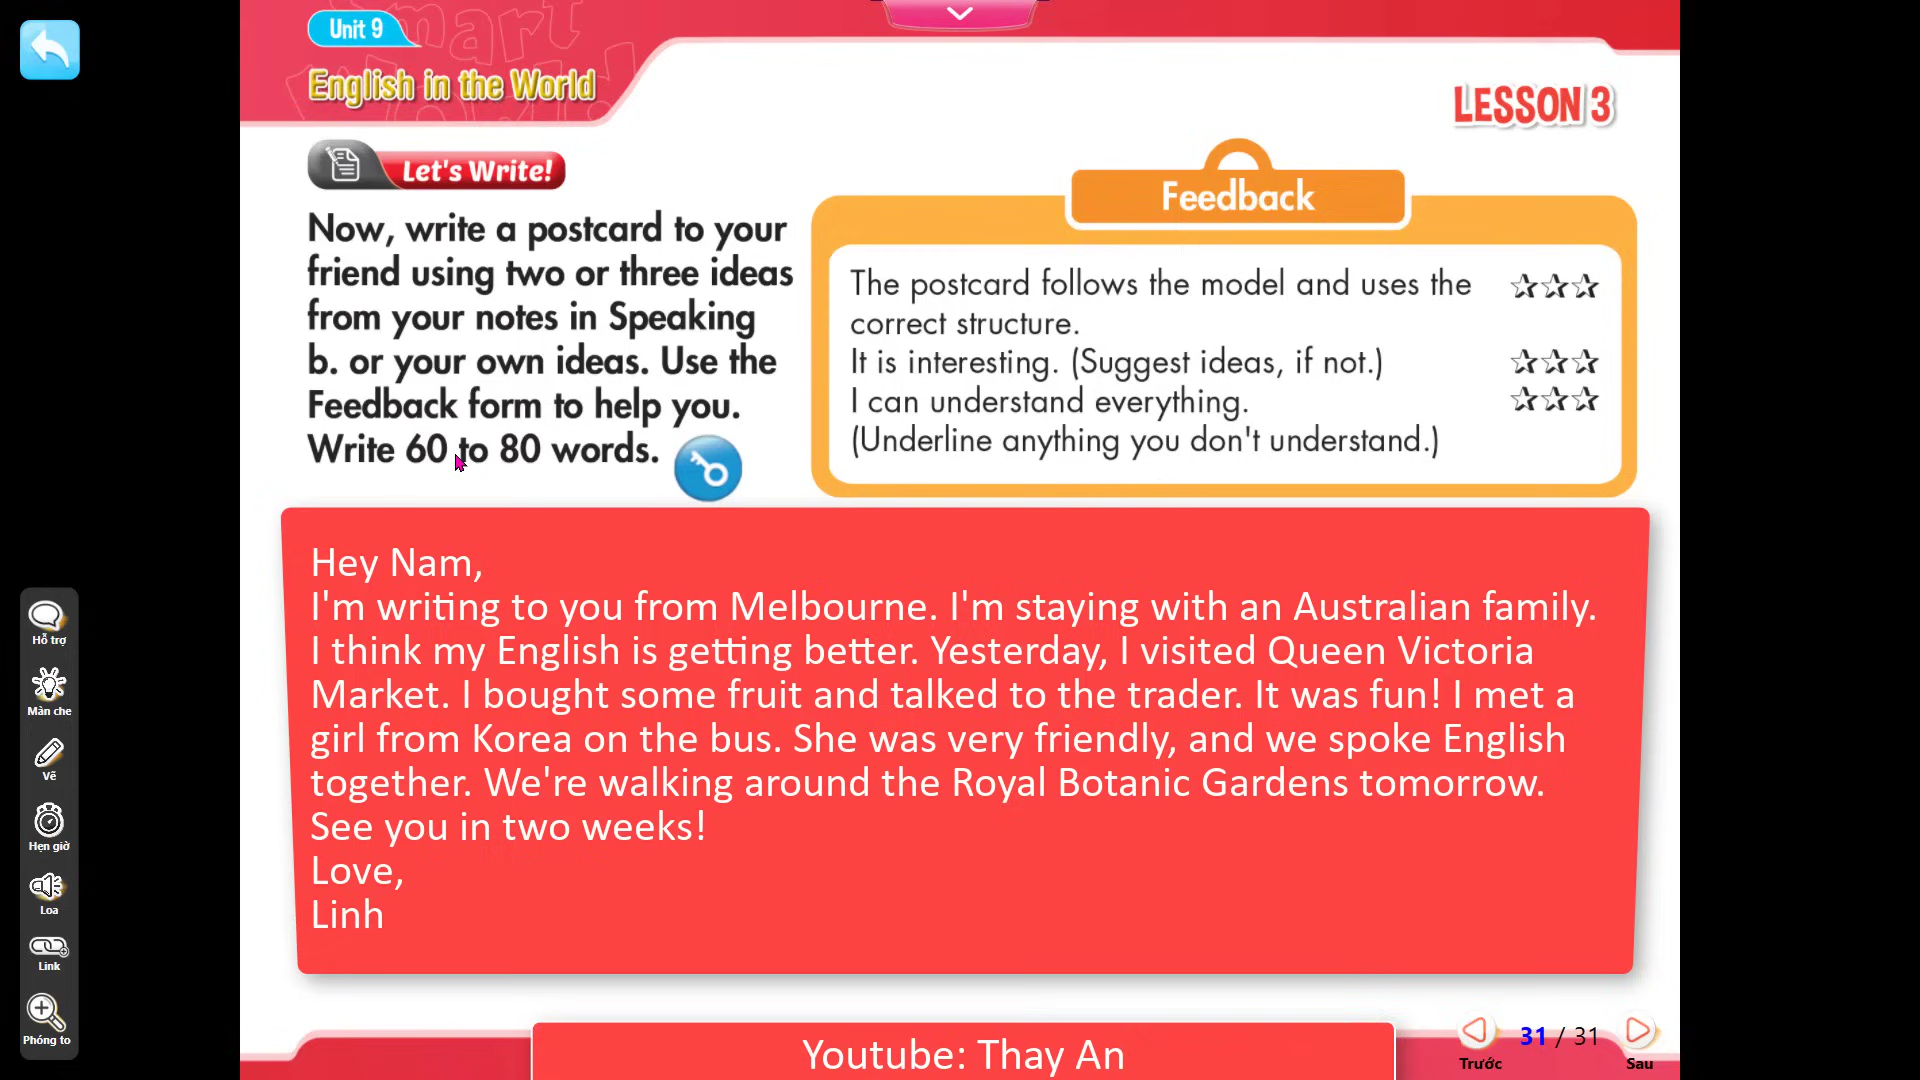 Unit 9
English in the World
LESSON 3
Let's Write!
Now, write a postcard to your
friend using two or three ideas
from your notes in Speaking
b. or your own ideas. Use the
Feedback form to help you.
Write 60 to 80 words.
Feedback
The postcard follows the model and uses the
correct structure.
It is interesting. (Suggest ideas, if not.)
I can understand everything.
(Underline anything you don't understand.)
Hey Nam,
I'm writing to you from Melbourne. I'm staying with an Australian family.
I think my English is getting better. Yesterday, I visited Queen Victoria
Market. I bought some fruit and talked to the trader. It was fun! I met a
girl from Korea on the bus. She was very friendly, and we spoke English
together. We're walking around the Royal Botanic Gardens tomorrow.
See you in two weeks!
Love,
Linh
Hỗ trợ
Màn che
Vẽ
Hẹn giờ
Loa
Link
Phóng to
Youtube: Thay An
31 / 31
Trước
Sau